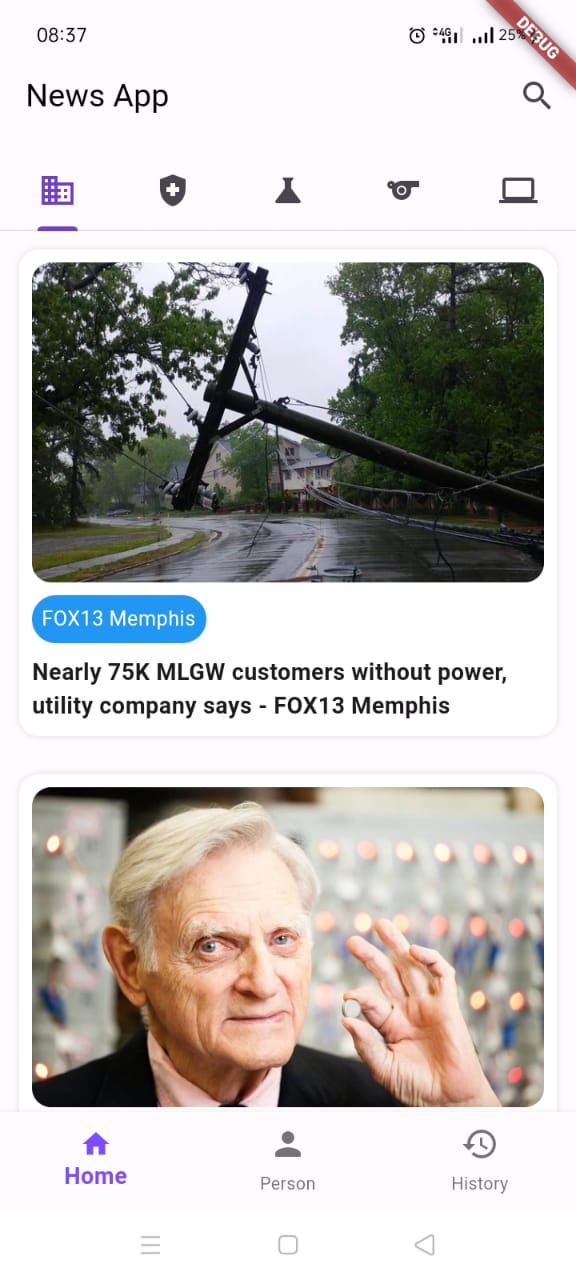 08:37
4G
25%
DEBUG
News App
FOX13 Memphis
Nearly 75K MLGW customers without power,
utility company says - FOX13 Memphis
Home
Person
History